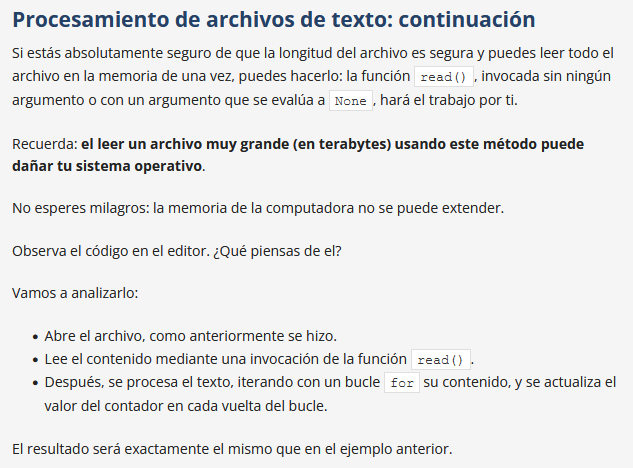 Procesamiento de archivos de texto: continuación
Si estás absolutamente seguro de que la longitud del archivo es segura y puedes leer todo el
archivo en la memoria de una vez, puedes hacerlo: la función read(), invocada sin ningún
argumento o con un argumento que se evalúa a None, hará el trabajo por ti.
Recuerda: el leer un archivo muy grande (en terabytes) usando este método puede
dañar tu sistema operativo.
No esperes milagros: la memoria de la computadora no se puede extender.
Observa el código en el editor. ¿Qué piensas de el?
Vamos a analizarlo:
• Abre el archivo, como anteriormente se hizo.
• Lee el contenido mediante una invocación de la función read().
• Después, se procesa el texto, iterando con un bucle for su contenido, y se actualiza el
valor del contador en cada vuelta del bucle.
El resultado será exactamente el mismo que en el ejemplo anterior.